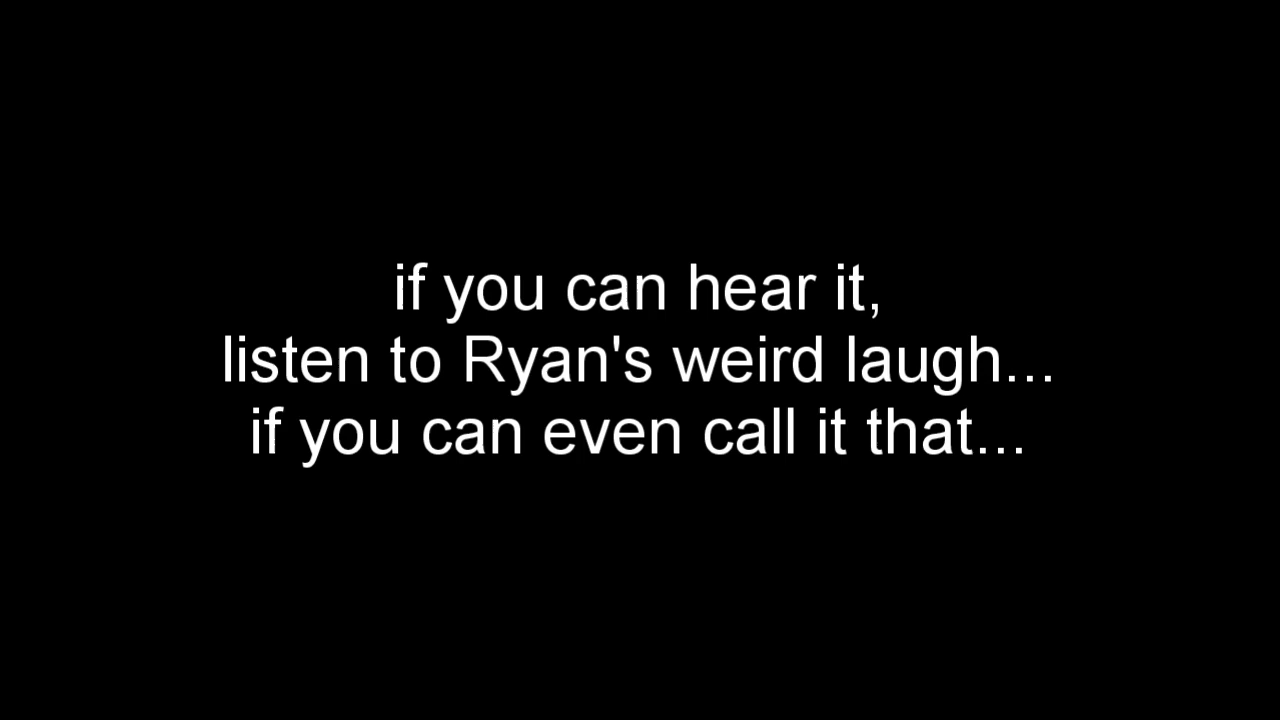 if you can hear it,
listen to Ryan's weird laugh...
if you can even call it that...